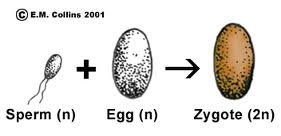 © E.M. Collins 2001
+ →
Sperm (n) Egg (n) Zygote (2n)